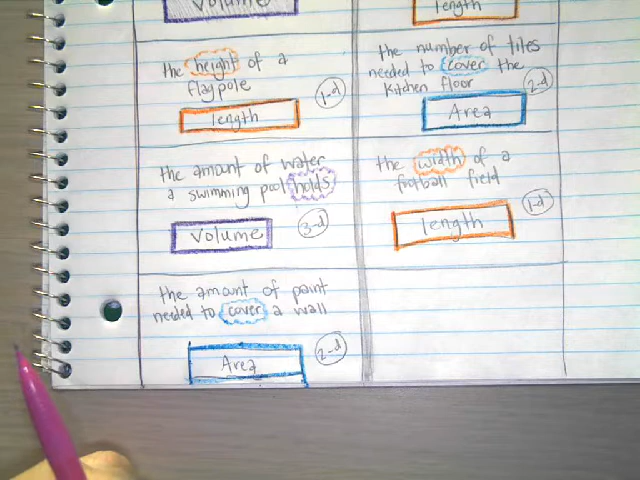 Volume
length
the height of a
flagpole
1-d
length
the number of tiles
needed to cover the
kitchen floor
2-d
Area
the amount of water
a swimming pool holds
3-d
Volume
the width of a
football field
1-d
length
the amount of paint
needed to cover a wall
2-d
Area